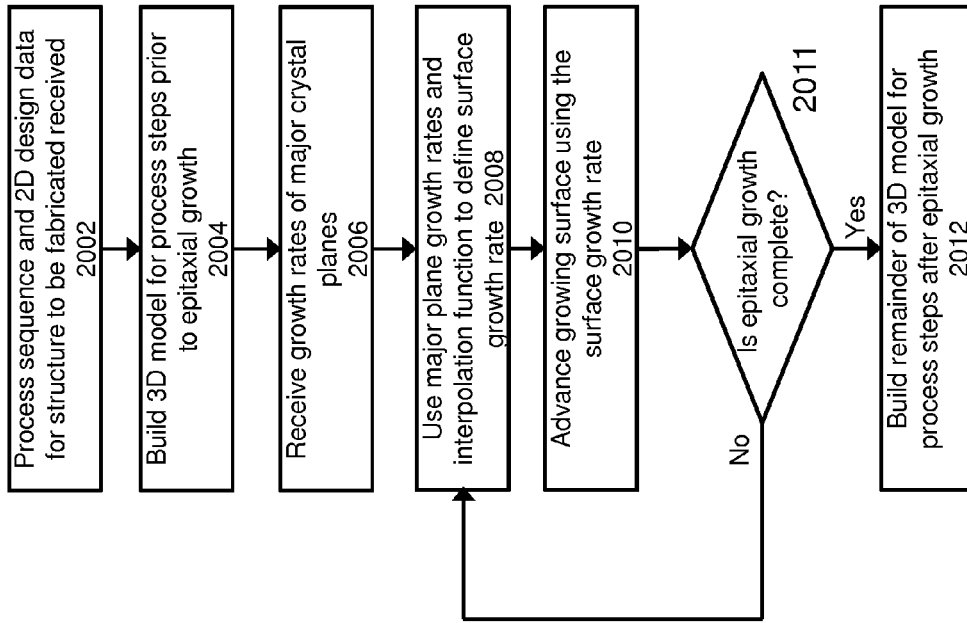 Process sequence and 2D design data
for structure to be fabricated received
2002
Build 3D model for process steps prior
to epitaxial growth
2004
Receive growth rates of major crystal
planes
2006
Use major plane growth rates and
interpolation function to define surface
growth rate 2008
Advance growing surface using the
surface growth rate
2010
Is epitaxial growth
complete?
2011
No
Yes
Build remainder of 3D model for
process steps after epitaxial growth
2012